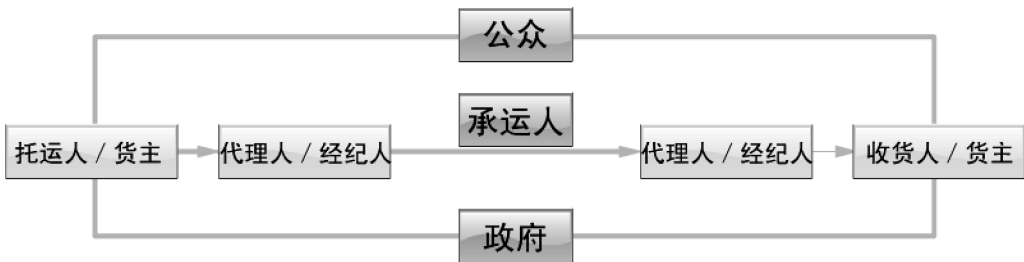 公众
承运人
托运人 / 货主
代理人 / 经纪人
代理人 / 经纪人
收货人 / 货主
政府